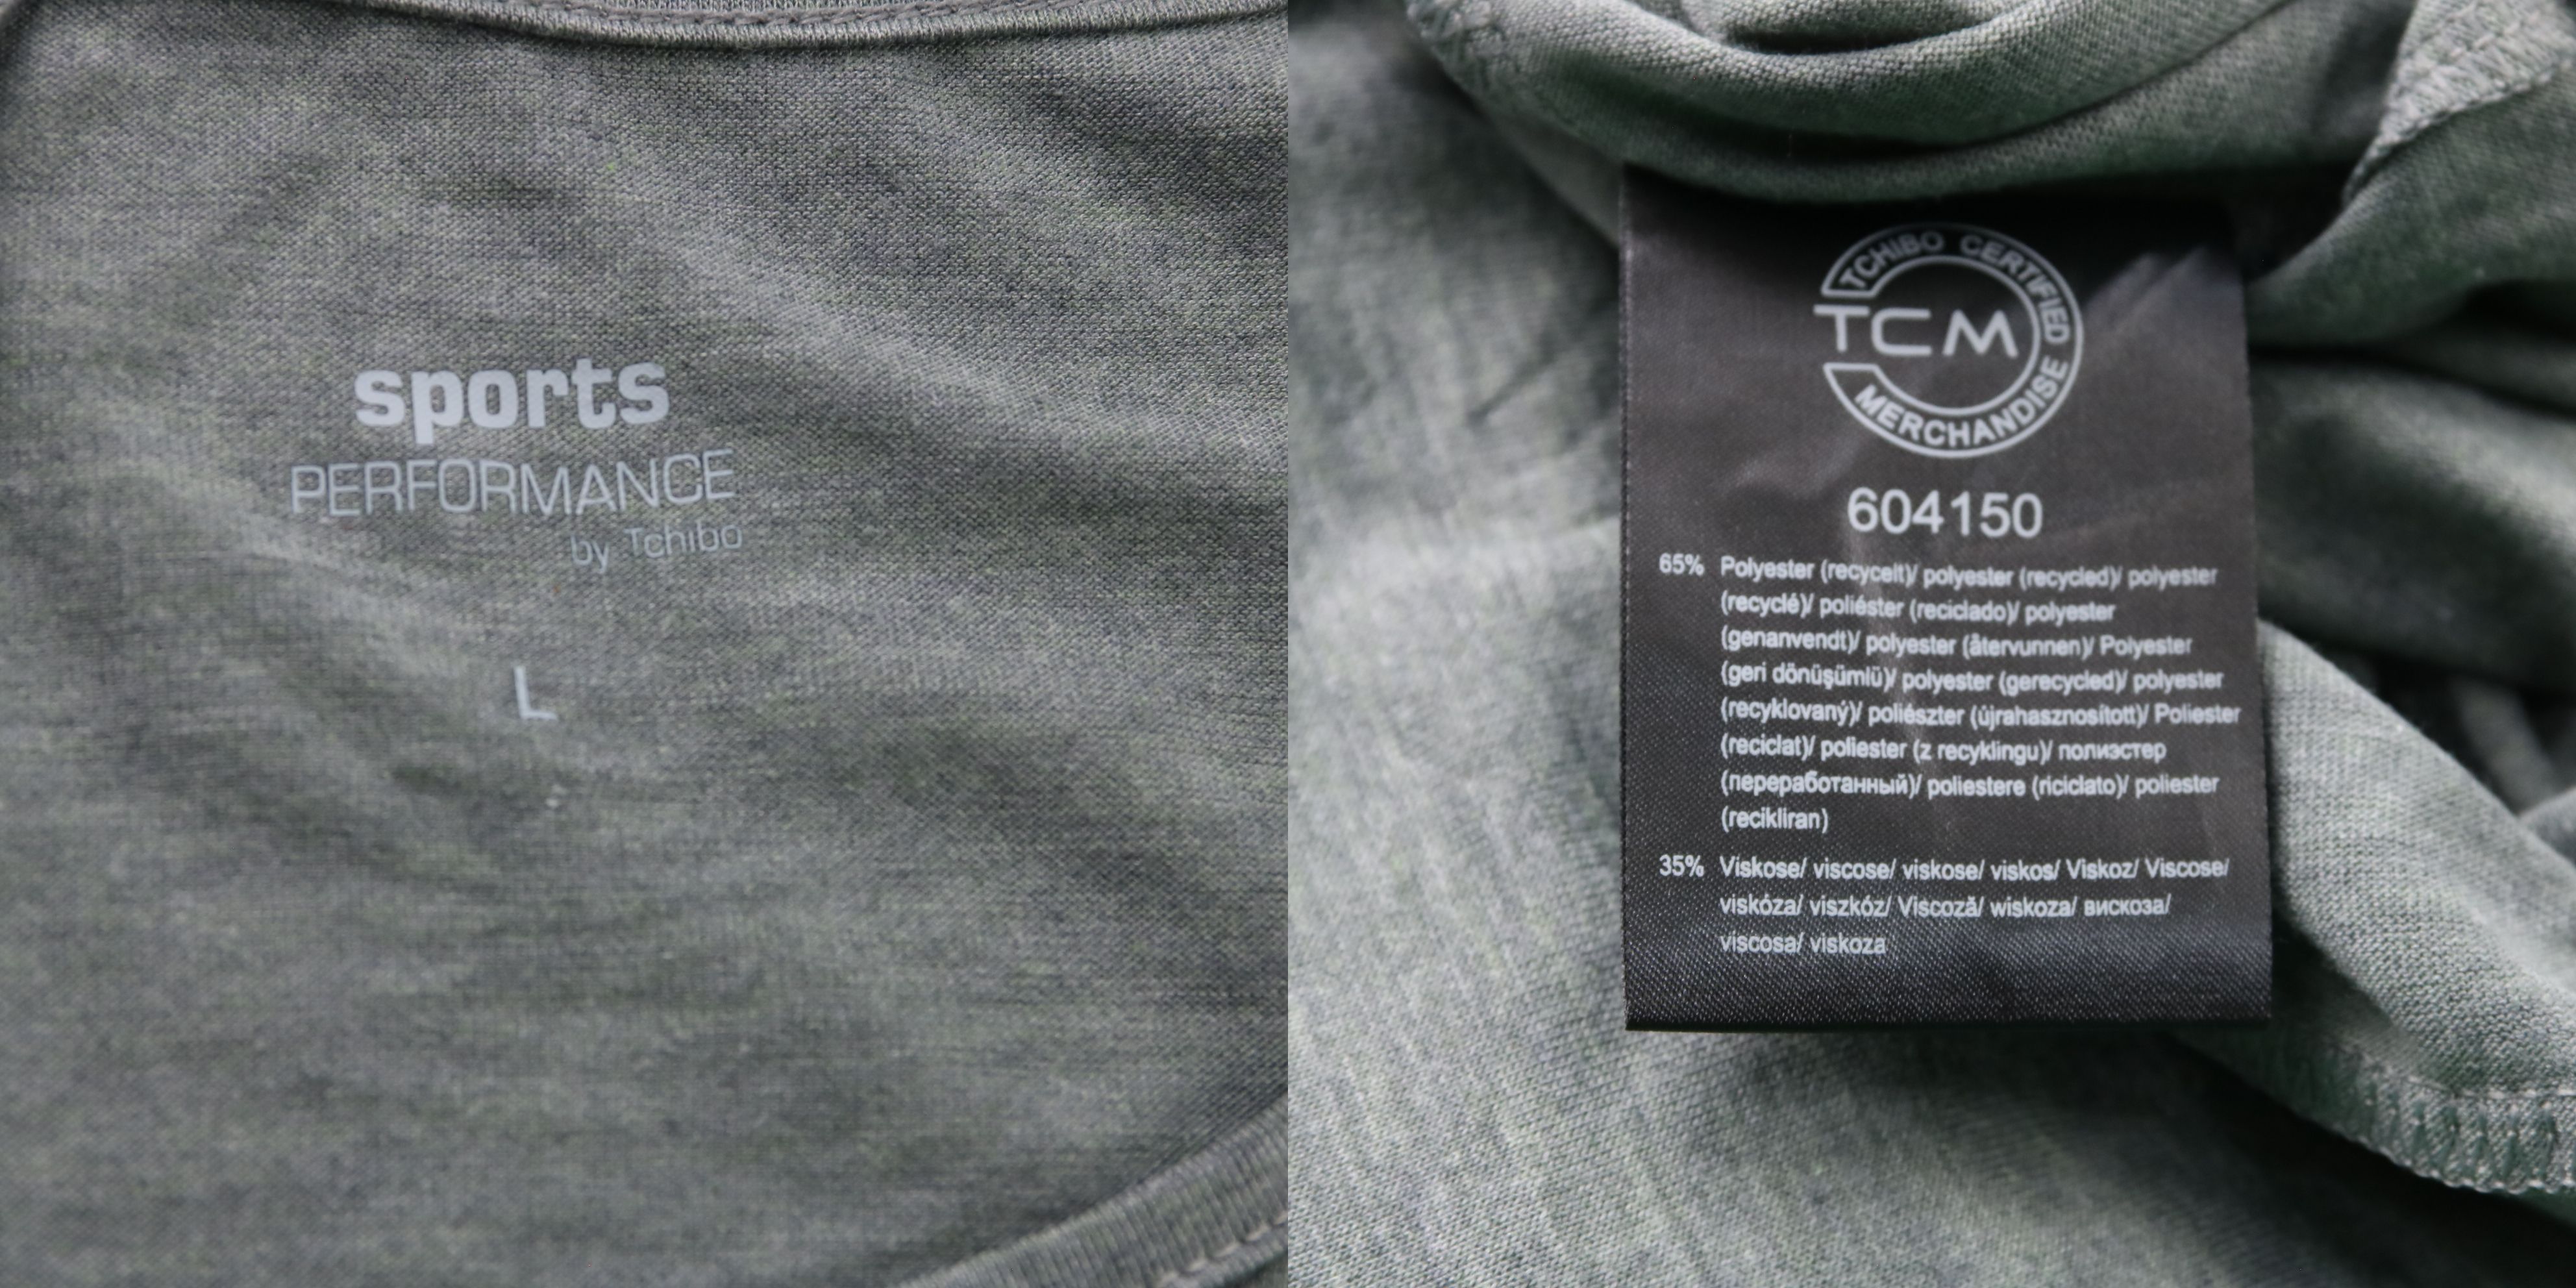 sports
PERFORMANCE
by Tchibo
L
TCHIBO CERTIFIED
TCM
MERCHANDISE
604150
65% Polyester (recycelt)/ polyester (recycled)/ polyester
(recyclé)/ poliéster (reciclado)/ polyester
(genanvendt)/ polyester (återvunnen)/ Polyester
(geri dönüşümlü)/ polyester (gerecycled)/ polyester
(recyklovaný)/ poliészter (újrahasznosított)/ Poliester
(reciclat)/ poliester (z recyklingu)/ полиэстер
(переработанный)/ poliestere (riciclato)/ poliester
(recikliran)
35% Viskose/ viscose/ viskose/ viskos/ Viskoz/ Viscose/
viskóza/ viszkóz/ Viscoză/ wiskoza/ вискоза/
viscosa/ viskoza